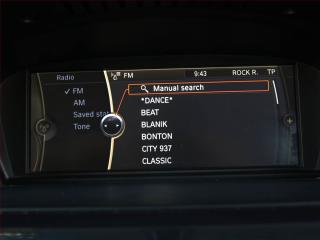 Radio
FM 9:43 ROCK R. TP
✓ FM
AM
Saved stat
Tone
Manual search
*DANCE*
BEAT
BLANIK
BONTON
CITY 937
CLASSIC